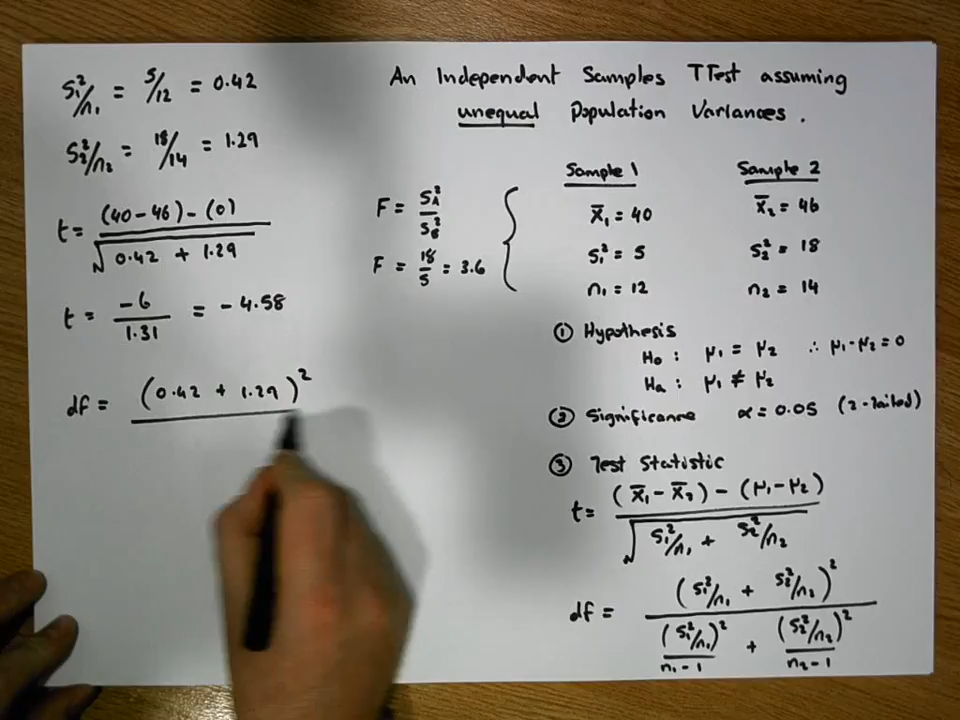 An Independent Samples TTest assuming
unequal Population Variances.
S₁²/n₁ = 5/12 = 0.42
S₂²/n₂ = 18/14 = 1.29
t = (40-46)-(0) / √(0.42 + 1.29)
t = -6/1.31 = -4.58
df = (0.42 + 1.29)²
F = S_A²/S_B²
F = 18/5 = 3.6
Sample 1 Sample 2
x̄₁ = 40 x̄₂ = 46
S₁² = 5 S₂² = 18
n₁ = 12 n₂ = 14
① Hypothesis
H₀ : μ₁ = μ₂ ∴ μ₁-μ₂=0
Hₐ : μ₁ ≠ μ₂
② Significance α = 0.05 (2-tailed)
③ Test Statistic
t = (x̄₁-x̄₂) - (μ₁-μ₂) / √(S₁²/n₁ + S₂²/n₂)
df = (S₁²/n₁ + S₂²/n₂)² / ((S₁²/n₁)²/(n₁-1) + (S₂²/n₂)²/(n₂-1))